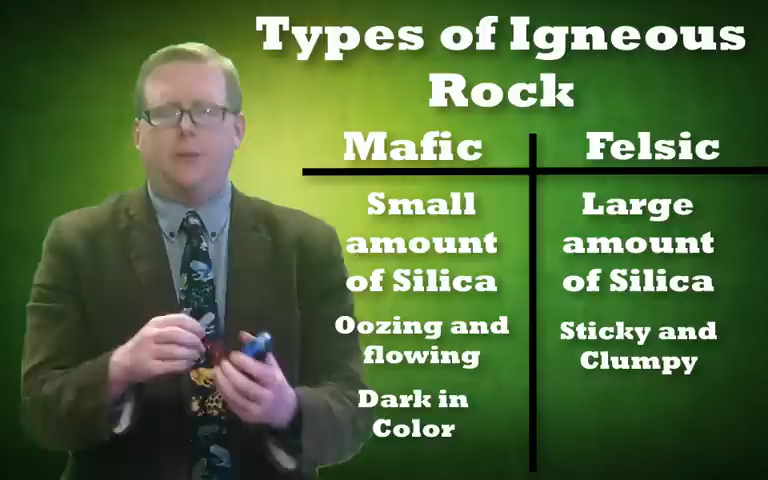 Types of Igneous
Rock
Mafic
Felsic
Small
amount
of Silica
Large
amount
of Silica
Oozing and
flowing
Sticky and
Clumpy
Dark in
Color